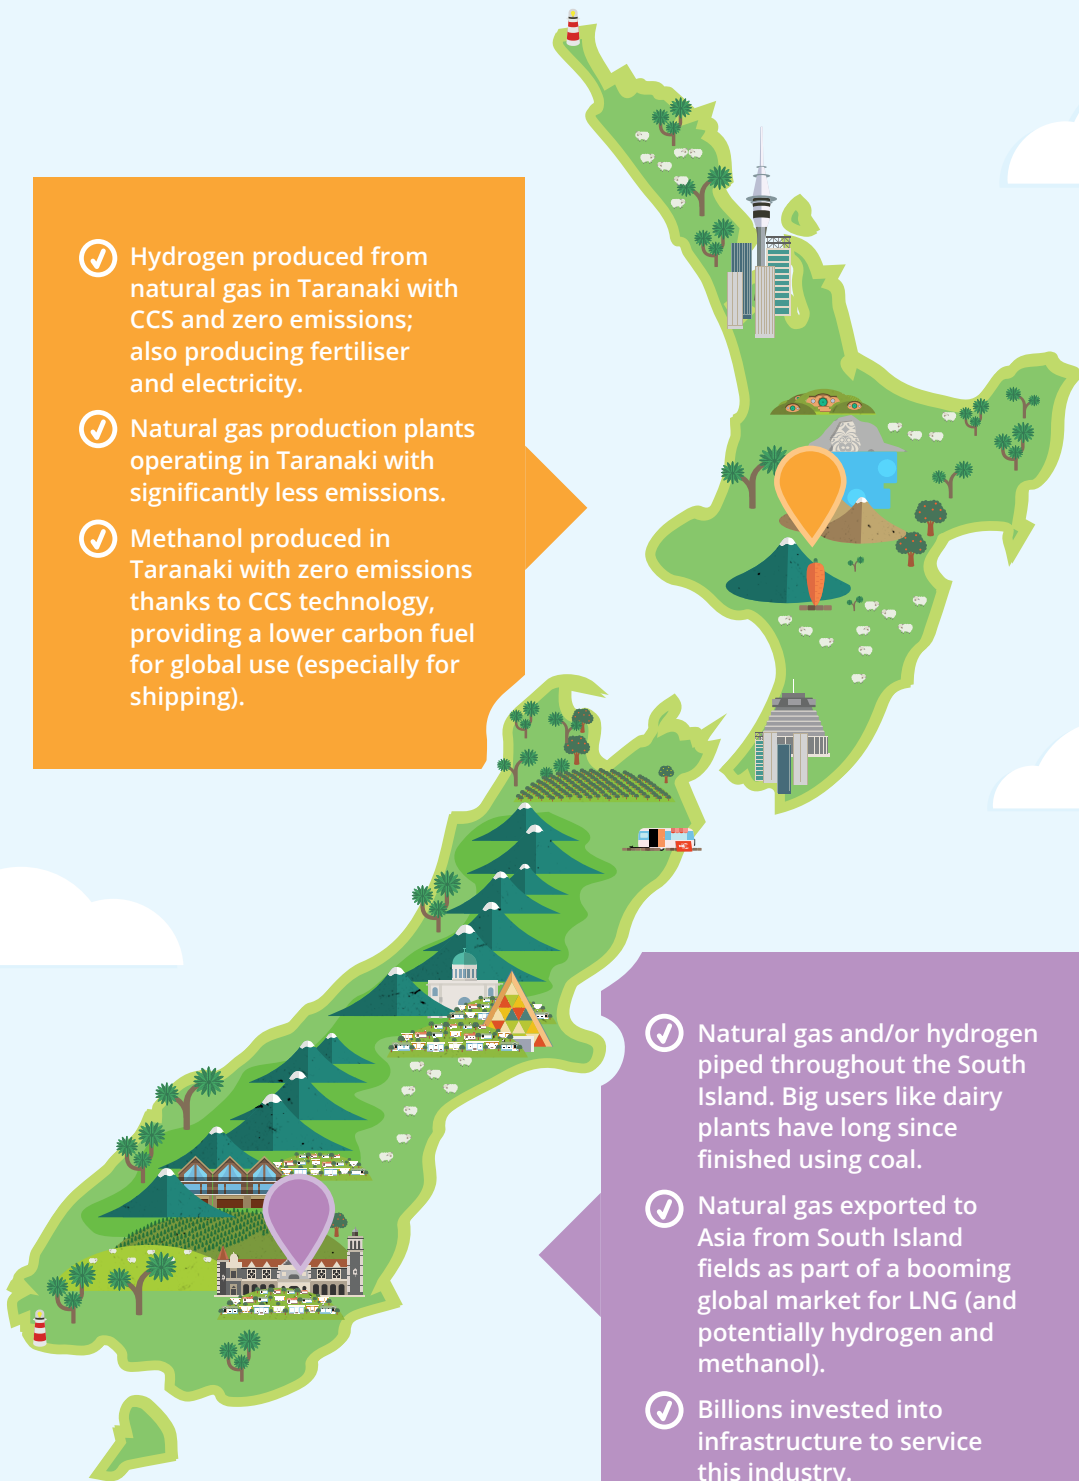 Hydrogen produced from
natural gas in Taranaki with
CCS and zero emissions;
also producing fertiliser
and electricity.
Natural gas production plants
operating in Taranaki with
significantly less emissions.
Methanol produced in
Taranaki with zero emissions
thanks to CCS technology,
providing a lower carbon fuel
for global use (especially for
shipping).
Natural gas and/or hydrogen
piped throughout the South
Island. Big users like dairy
plants have long since
finished using coal.
Natural gas exported to
Asia from South Island
fields as part of a booming
global market for LNG (and
potentially hydrogen and
methanol).
Billions invested into
infrastructure to service
this industry.